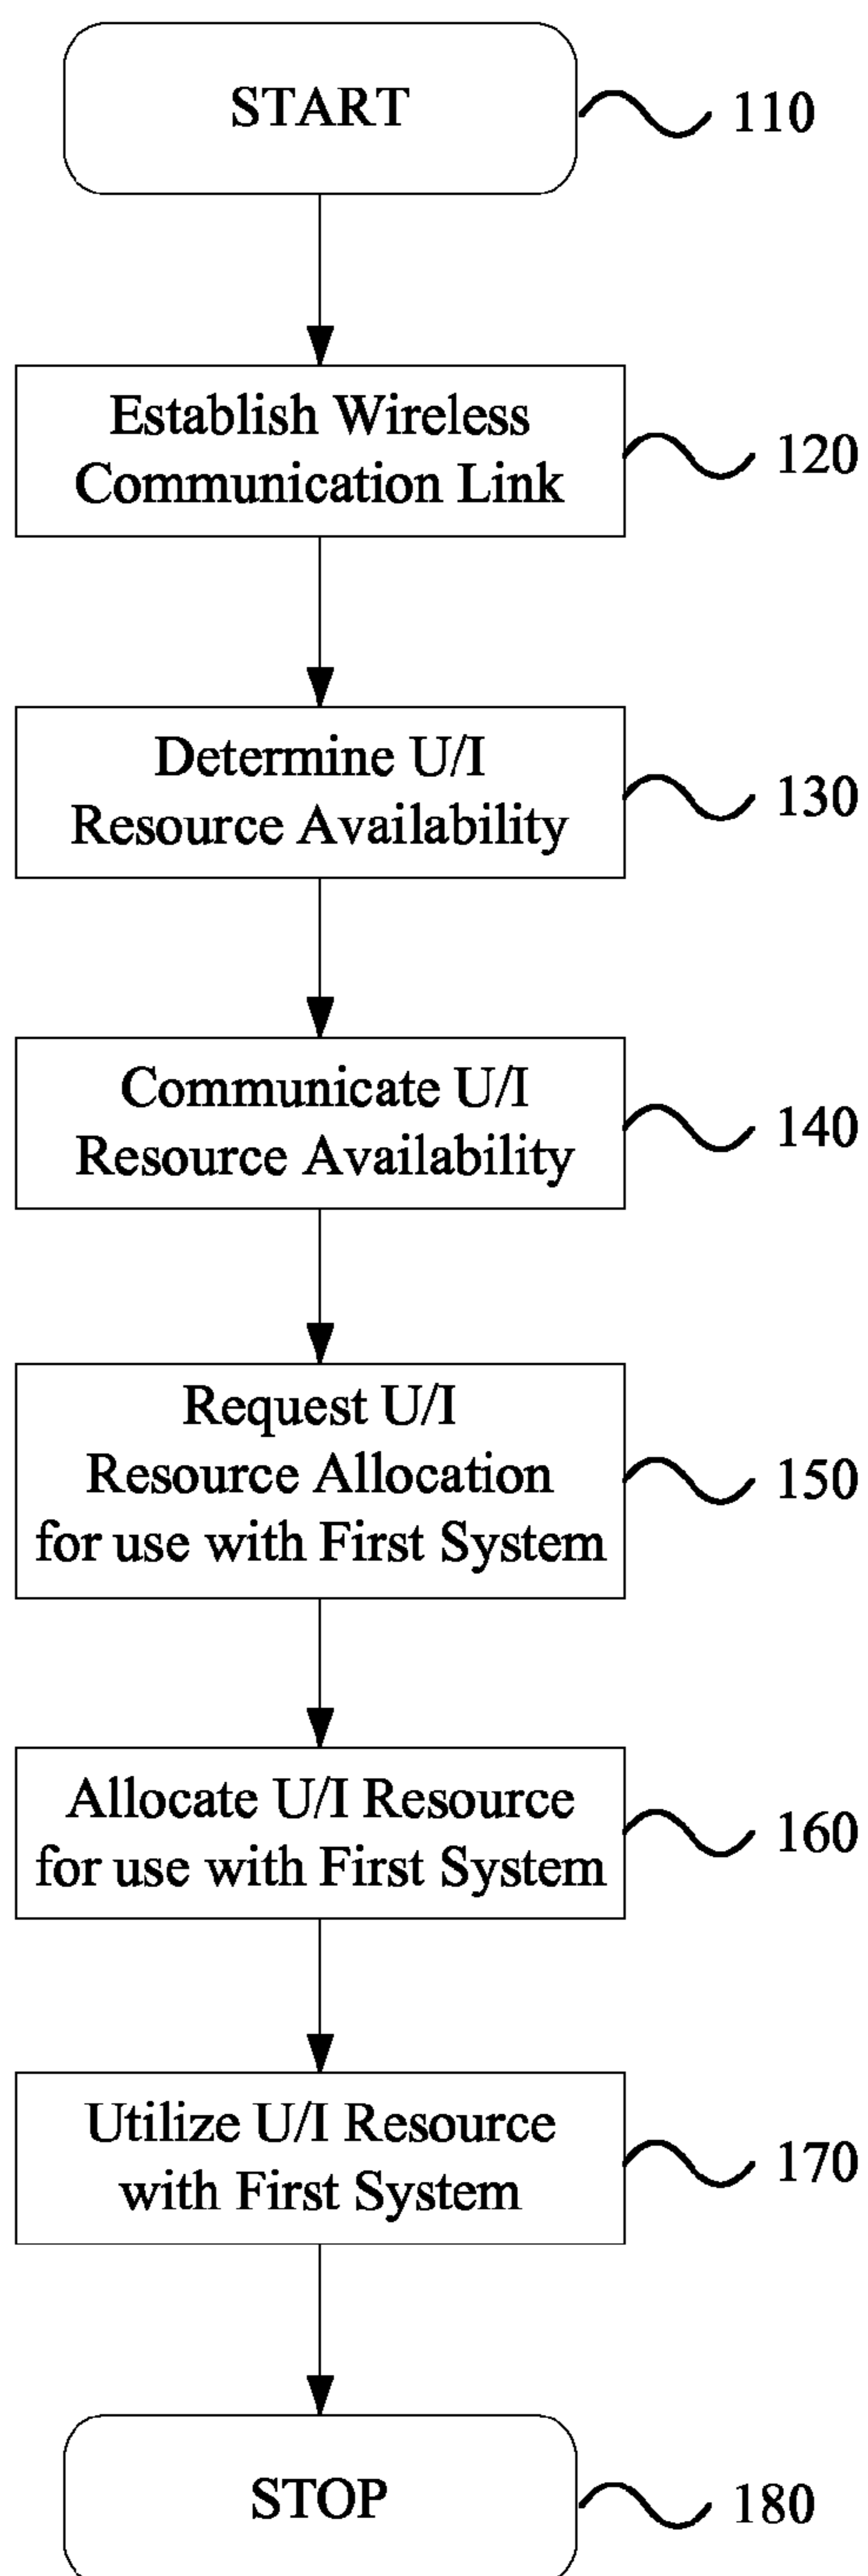 START
110
Establish Wireless
Communication Link
120
Determine U/I
Resource Availability
130
Communicate U/I
Resource Availability
140
Request U/I
Resource Allocation
for use with First System
150
Allocate U/I Resource
for use with First System
160
Utilize U/I Resource
with First System
170
STOP
180